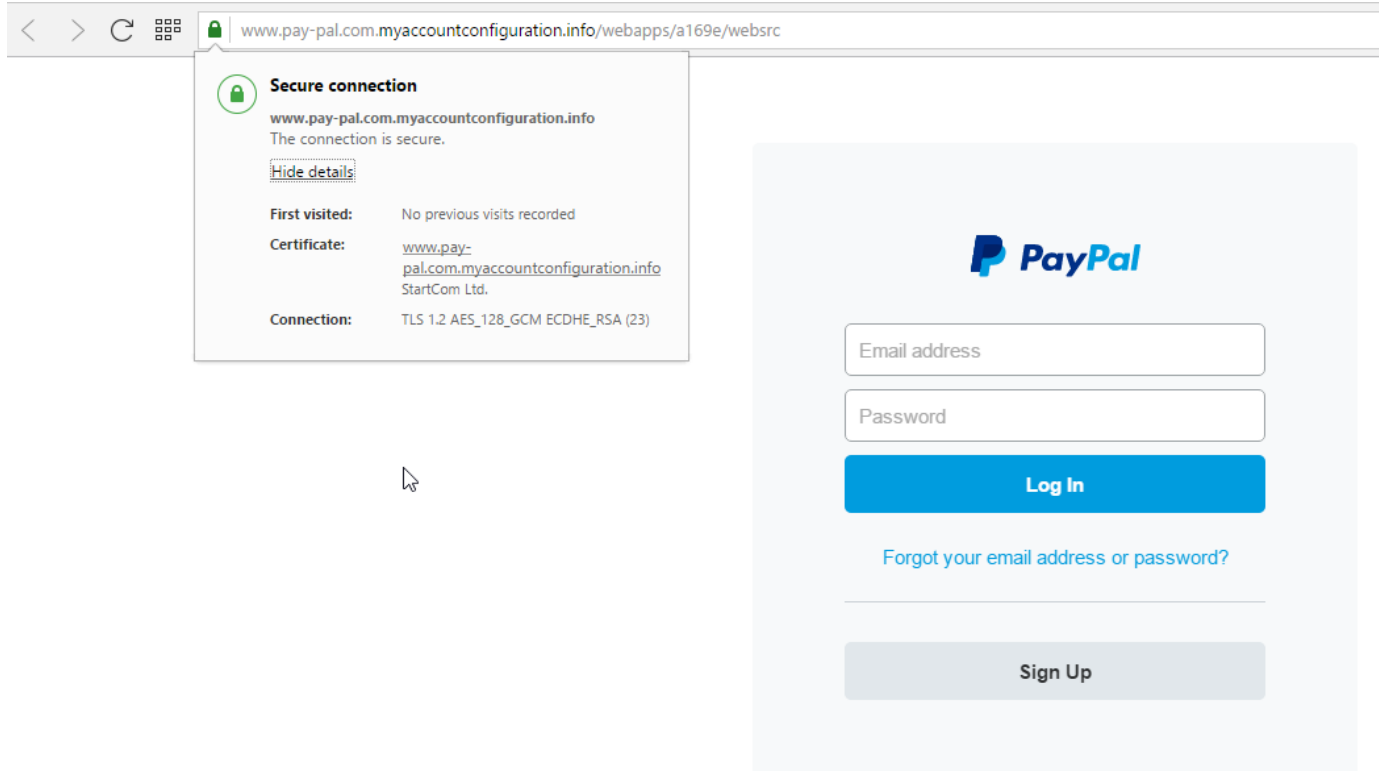 www.pay-pal.com.myaccountconfiguration.info/webapps/a169e/websrc
Secure connection
www.pay-pal.com.myaccountconfiguration.info
The connection is secure.
Hide details
First visited: No previous visits recorded
Certificate: www.pay-
pal.com.myaccountconfiguration.info
StartCom Ltd.
Connection: TLS 1.2 AES_128_GCM ECDHE_RSA (23)
PayPal
Email address
Password
Log In
Forgot your email address or password?
Sign Up